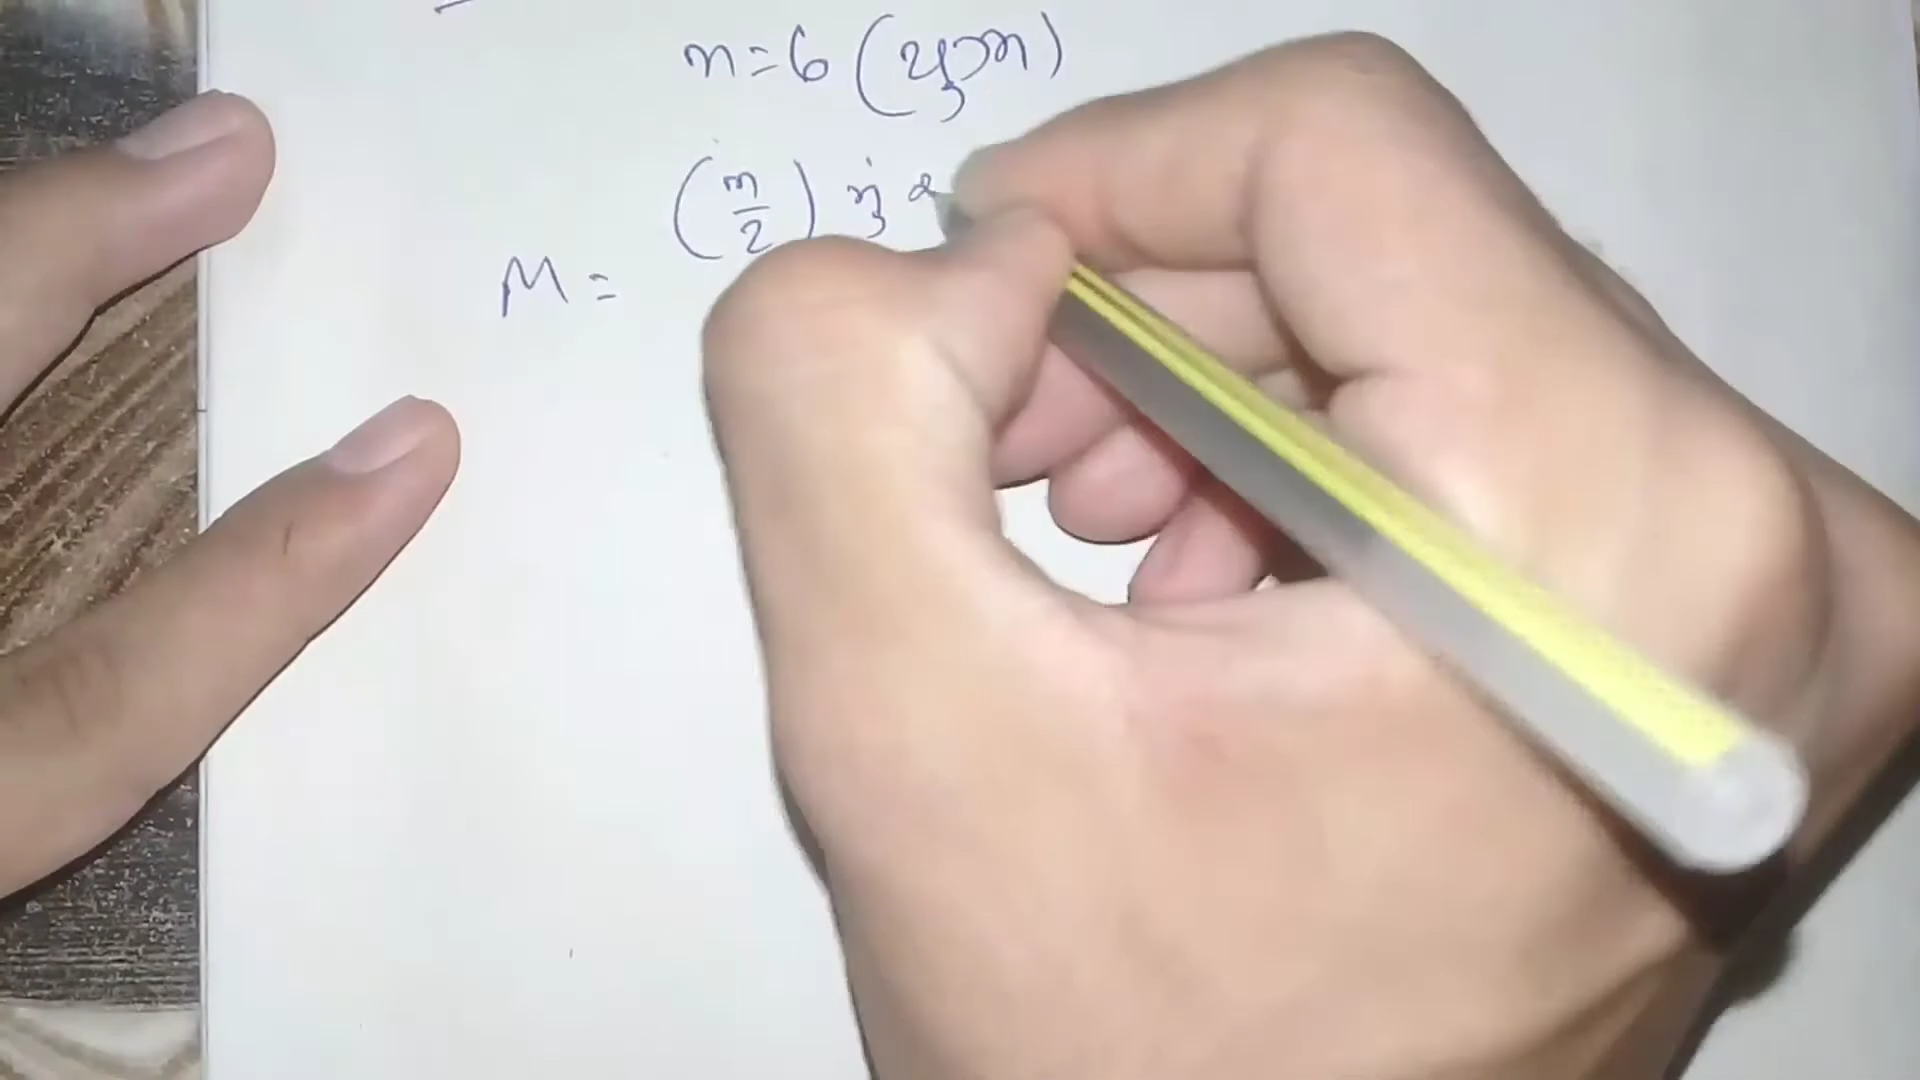 n=6 (યુગ્મ)
M = (n/2) મું